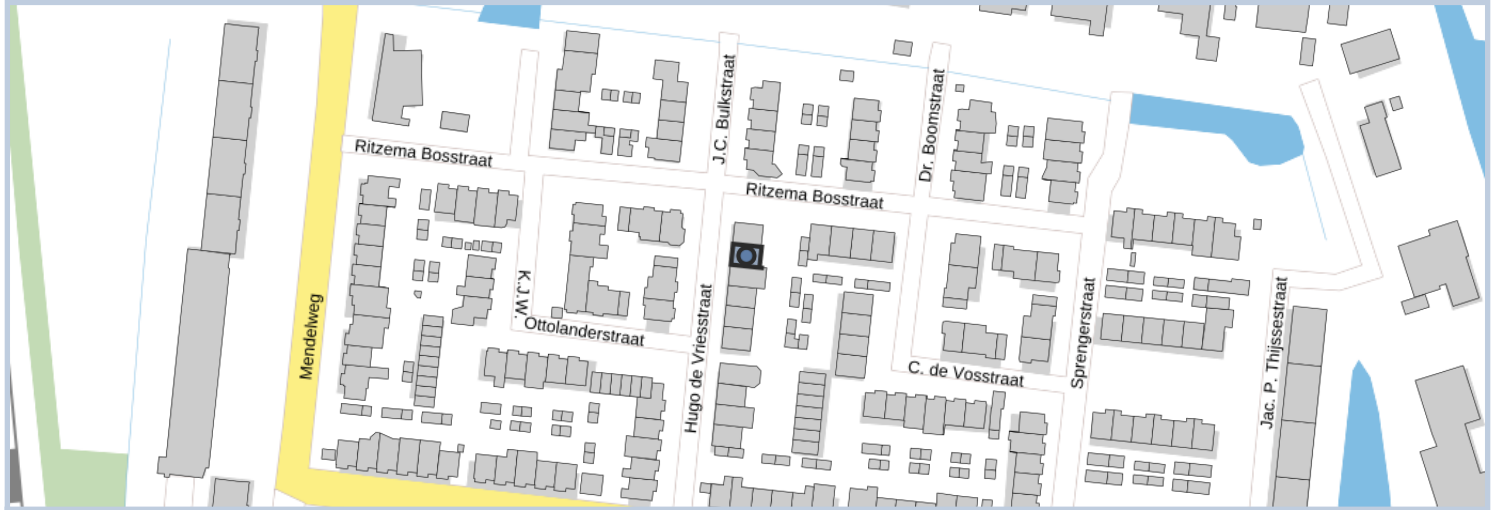 J.C. Bulkstraat
Dr. Boomstraat
Ritzema Bosstraat
Ritzema Bosstraat
K.J.W.
Ottolanderstraat
Mendelweg
Hugo de Vriesstraat
Sprengerstraat
Jac. P. Thijssestraat
C. de Vosstraat